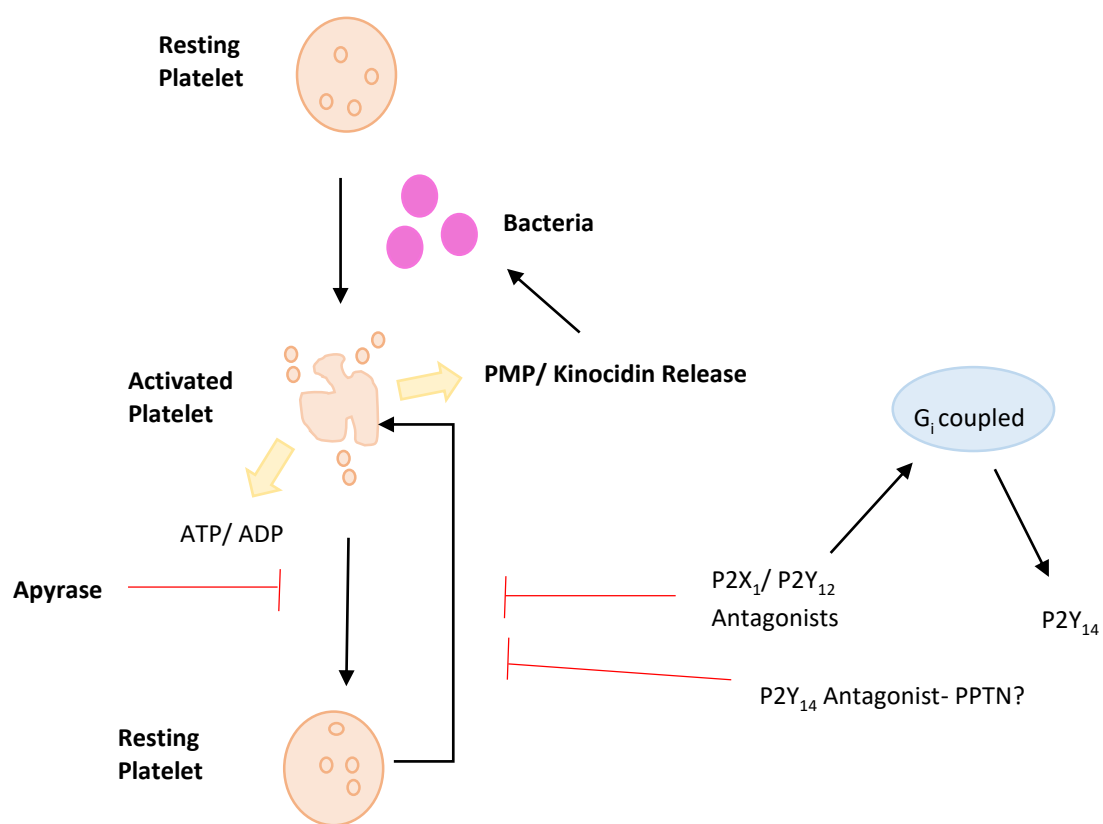 Resting
Platelet
Bacteria
Activated
Platelet
PMP/ Kinocidin Release
Gᵢ coupled
ATP/ ADP
Apyrase
P2X₁/ P2Y₁₂
Antagonists
P2Y₁₄
P2Y₁₄ Antagonist- PPTN?
Resting
Platelet